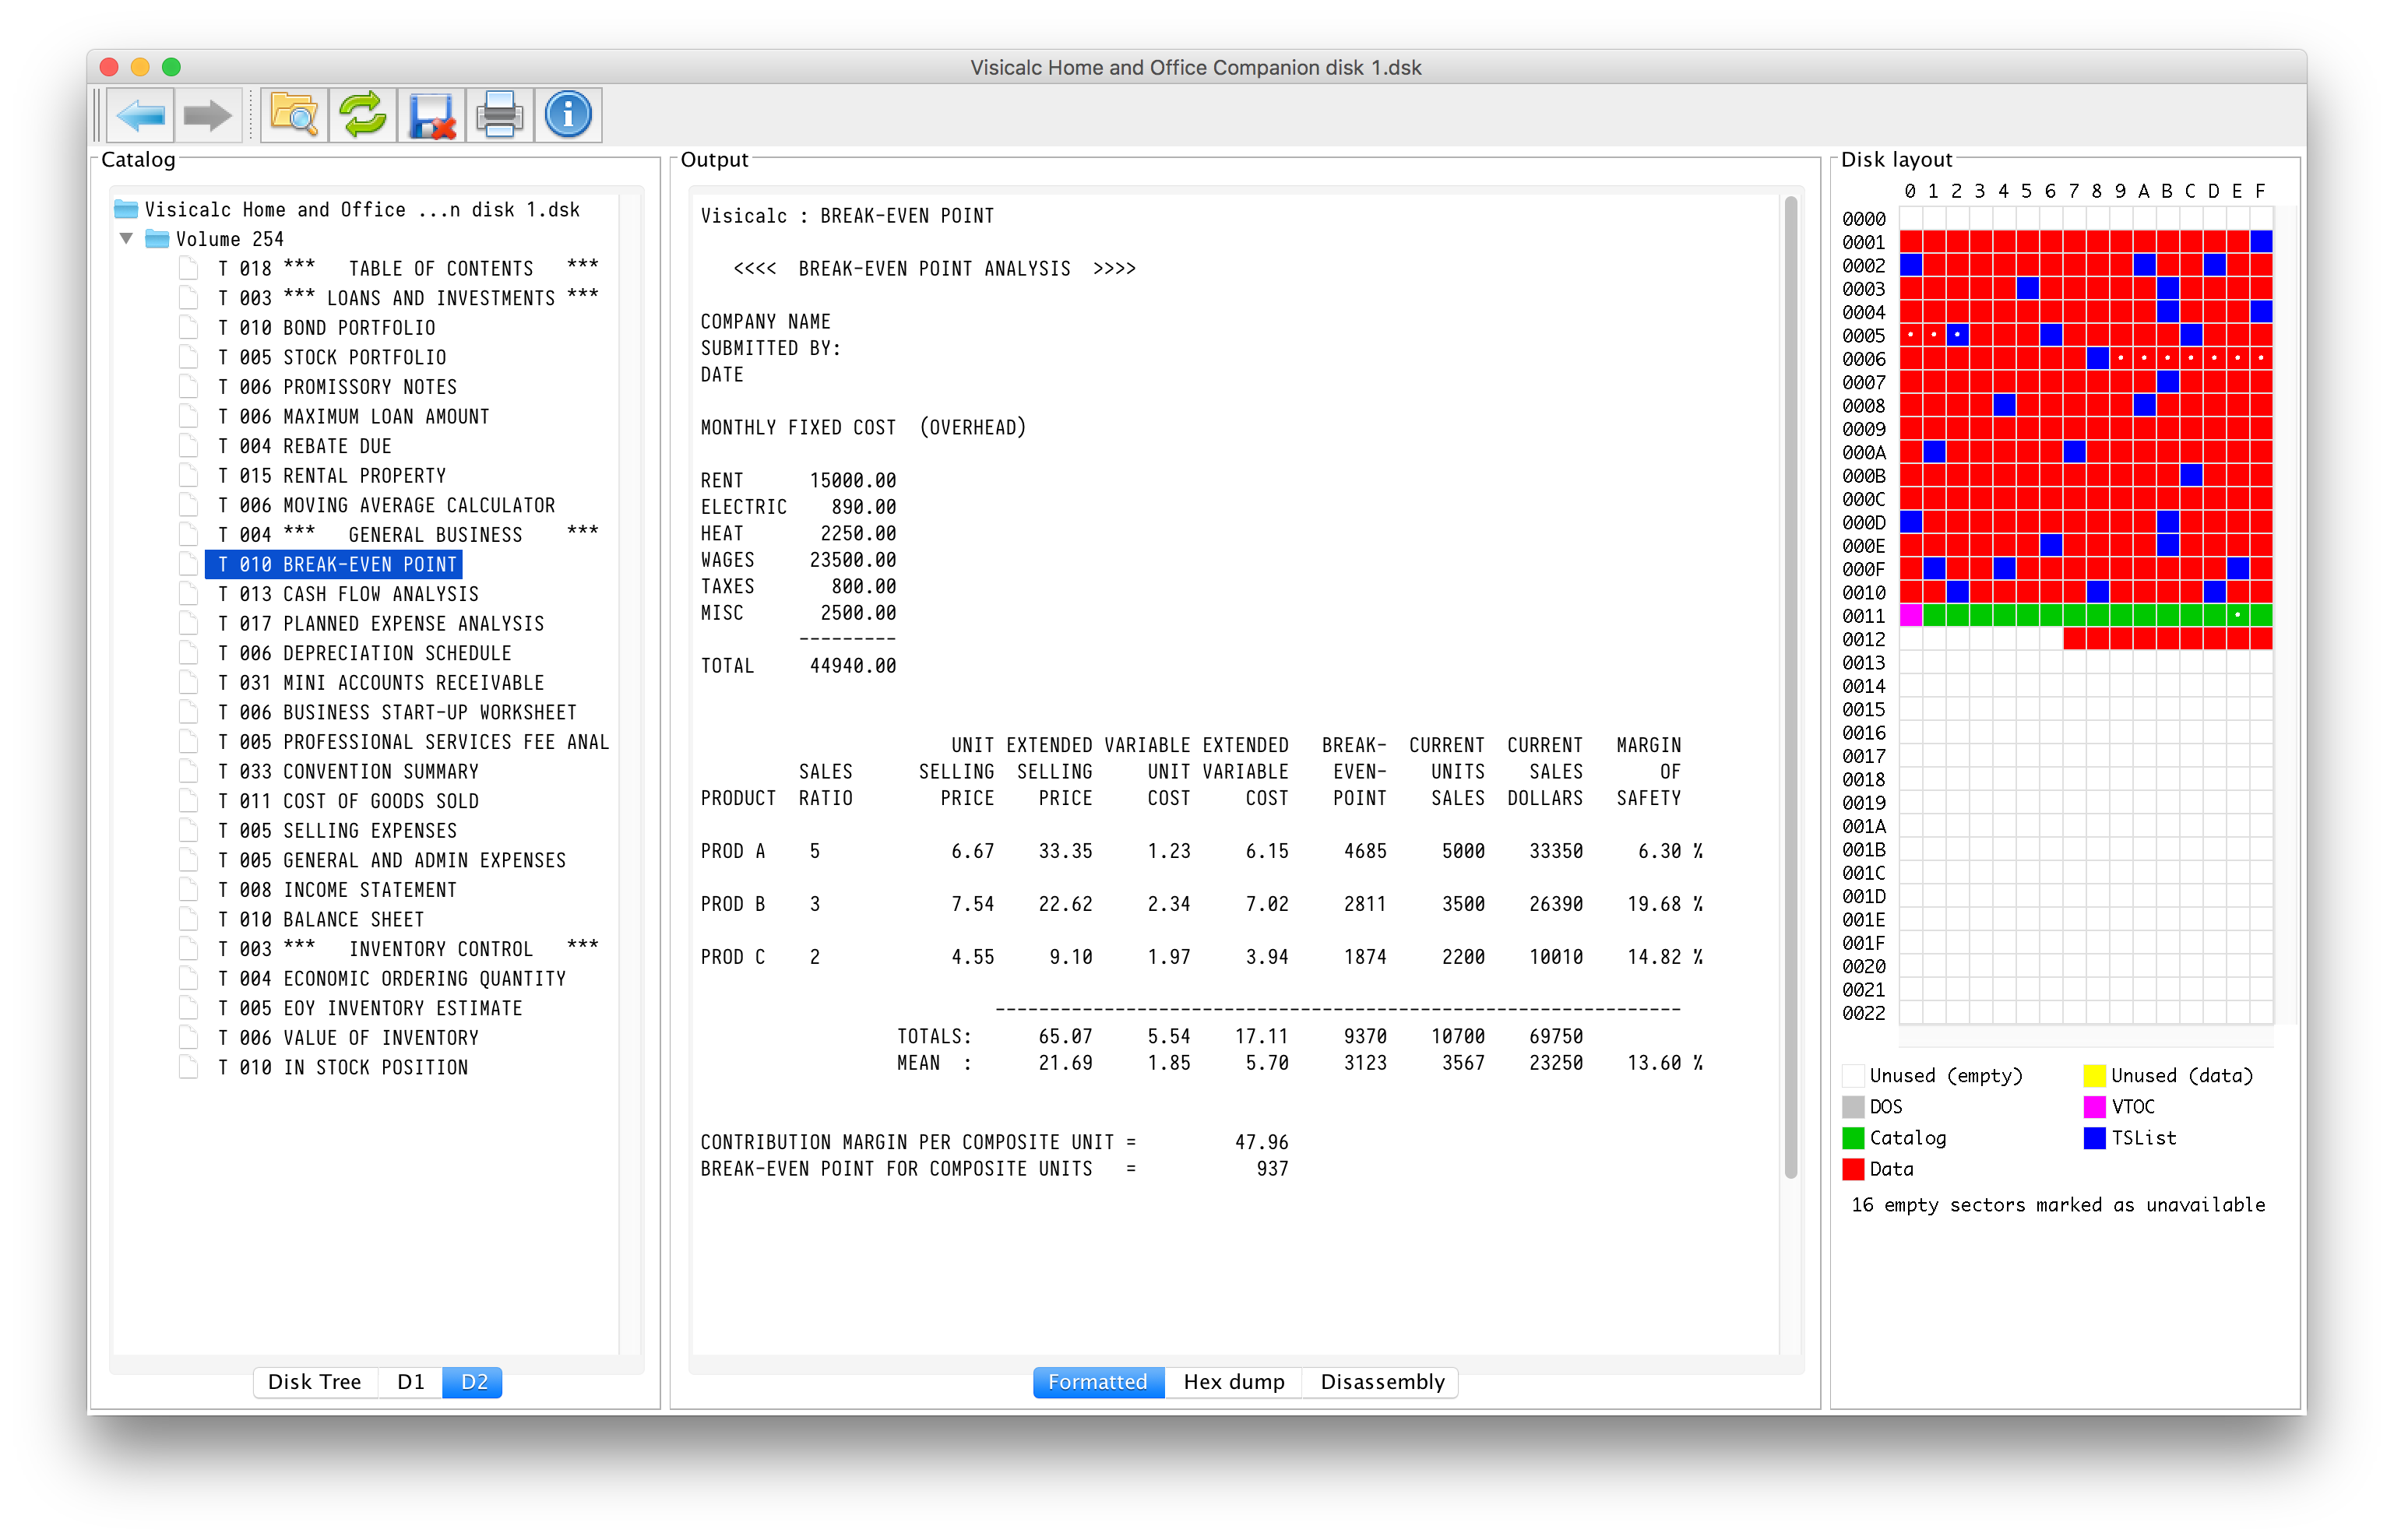 Visicalc Home and Office Companion disk 1.dsk
Catalog
Visicalc Home and Office ...n disk 1.dsk
Volume 254
T 018 ***   TABLE OF CONTENTS   ***
T 003 *** LOANS AND INVESTMENTS ***
T 010 BOND PORTFOLIO
T 005 STOCK PORTFOLIO
T 006 PROMISSORY NOTES
T 006 MAXIMUM LOAN AMOUNT
T 004 REBATE DUE
T 015 RENTAL PROPERTY
T 006 MOVING AVERAGE CALCULATOR
T 004 ***   GENERAL BUSINESS    ***
T 010 BREAK-EVEN POINT
T 013 CASH FLOW ANALYSIS
T 017 PLANNED EXPENSE ANALYSIS
T 006 DEPRECIATION SCHEDULE
T 031 MINI ACCOUNTS RECEIVABLE
T 006 BUSINESS START-UP WORKSHEET
T 005 PROFESSIONAL SERVICES FEE ANAL
T 033 CONVENTION SUMMARY
T 011 COST OF GOODS SOLD
T 005 SELLING EXPENSES
T 005 GENERAL AND ADMIN EXPENSES
T 008 INCOME STATEMENT
T 010 BALANCE SHEET
T 003 ***   INVENTORY CONTROL   ***
T 004 ECONOMIC ORDERING QUANTITY
T 005 EOY INVENTORY ESTIMATE
T 006 VALUE OF INVENTORY
T 010 IN STOCK POSITION
Disk Tree D1 D2
Output
Visicalc : BREAK-EVEN POINT
<<<<  BREAK-EVEN POINT ANALYSIS  >>>>
COMPANY NAME
SUBMITTED BY:
DATE
MONTHLY FIXED COST  (OVERHEAD)
RENT      15000.00
ELECTRIC    890.00
HEAT       2250.00
WAGES     23500.00
TAXES       800.00
MISC       2500.00
---------
TOTAL     44940.00
UNIT EXTENDED VARIABLE EXTENDED   BREAK-  CURRENT  CURRENT   MARGIN
SALES      SELLING  SELLING     UNIT VARIABLE    EVEN-    UNITS    SALES       OF
PRODUCT  RATIO        PRICE    PRICE     COST     COST    POINT    SALES  DOLLARS   SAFETY
PROD A    5            6.67    33.35     1.23     6.15     4685     5000    33350     6.30 %
PROD B    3            7.54    22.62     2.34     7.02     2811     3500    26390    19.68 %
PROD C    2            4.55     9.10     1.97     3.94     1874     2200    10010    14.82 %
---------------------------------------------------------------
TOTALS:      65.07     5.54    17.11     9370    10700    69750
MEAN  :      21.69     1.85     5.70     3123     3567    23250    13.60 %
CONTRIBUTION MARGIN PER COMPOSITE UNIT =         47.96
BREAK-EVEN POINT FOR COMPOSITE UNITS   =           937
Formatted Hex dump Disassembly
Disk layout
0 1 2 3 4 5 6 7 8 9 A B C D E F
0000
0001
0002
0003
0004
0005
0006
0007
0008
0009
000A
000B
000C
000D
000E
000F
0010
0011
0012
0013
0014
0015
0016
0017
0018
0019
001A
001B
001C
001D
001E
001F
0020
0021
0022
Unused (empty) Unused (data)
DOS VTOC
Catalog TSList
Data
16 empty sectors marked as unavailable